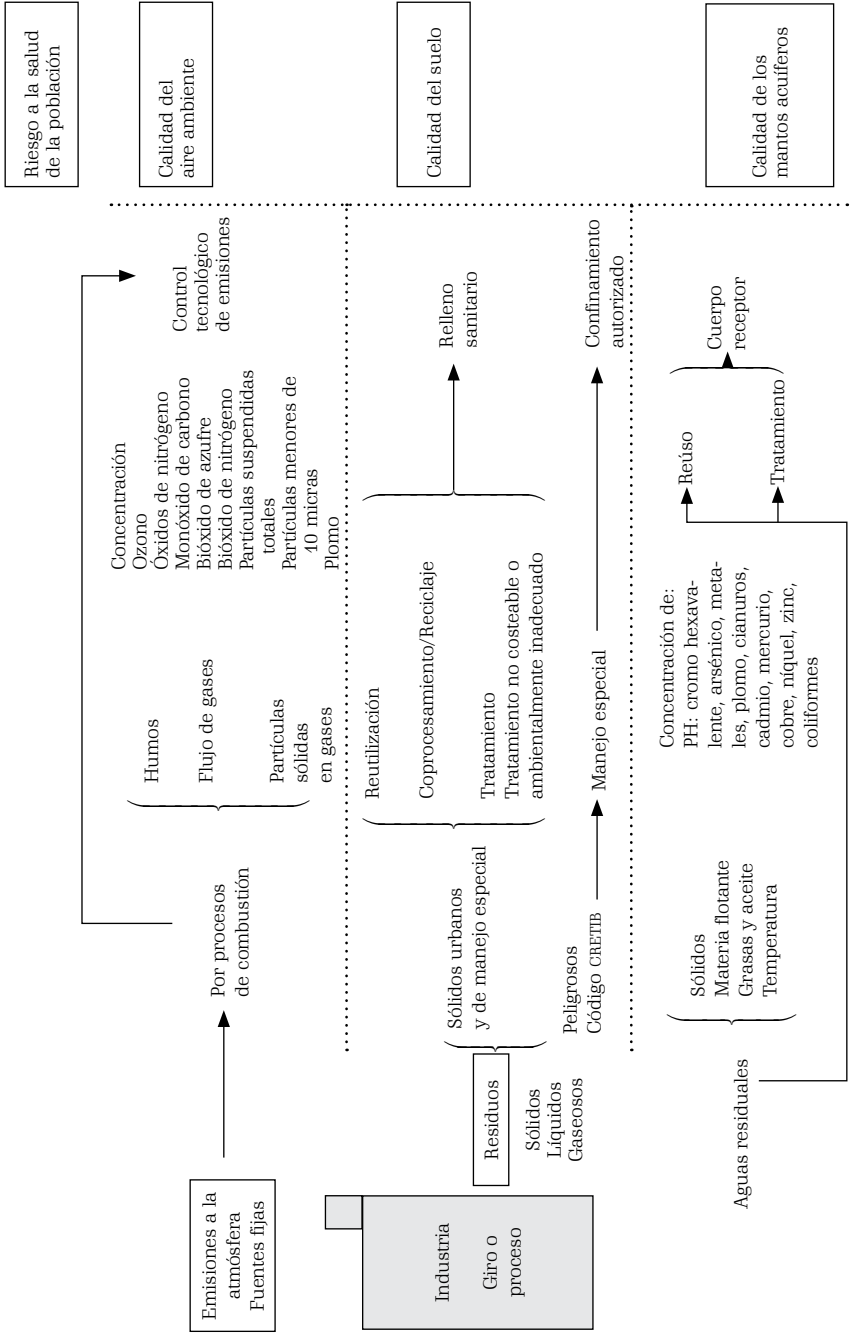 Riesgo a la salud
de la población
Emisiones a la
atmósfera
Fuentes fijas
Por procesos
de combustión
Humos
Flujo de gases
Partículas
sólidas
en gases
Concentración
Ozono
Óxidos de nitrógeno
Monóxido de carbono
Bióxido de azufre
Bióxido de nitrógeno
Partículas suspendidas
totales
Partículas menores de
10 micras
Plomo
Control
tecnológico
de emisiones
Calidad del
aire ambiente
Industria
Giro o
proceso
Residuos
Sólidos
Líquidos
Gaseosos
Sólidos urbanos
y de manejo especial
Reutilización
Coprocesamiento/Reciclaje
Tratamiento
Tratamiento no costeable o
ambientalmente inadecuado
Relleno
sanitario
Calidad del suelo
Peligrosos
Código CRETIB
Manejo especial
Confinamiento
autorizado
Aguas residuales
Sólidos
Materia flotante
Grasas y aceite
Temperatura
Concentración de:
PH: cromo hexava-
lente, arsénico, meta-
les, plomo, cianuros,
cadmio, mercurio,
cobre, níquel, zinc,
coliformes
Reúso
Tratamiento
Cuerpo
receptor
Calidad de los
mantos acuíferos